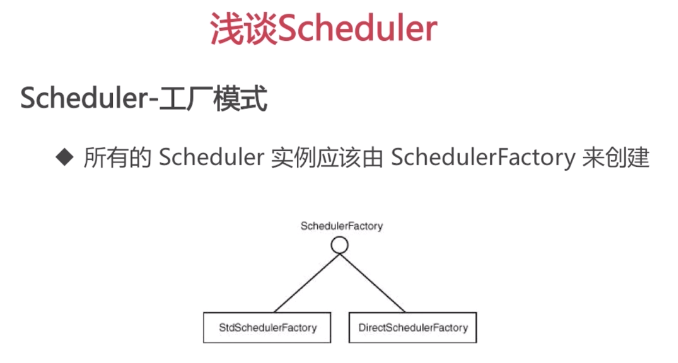 浅谈Scheduler
Scheduler-工厂模式
◆ 所有的 Scheduler 实例应该由 SchedulerFactory 来创建
SchedulerFactory
StdSchedulerFactory
DirectSchedulerFactory